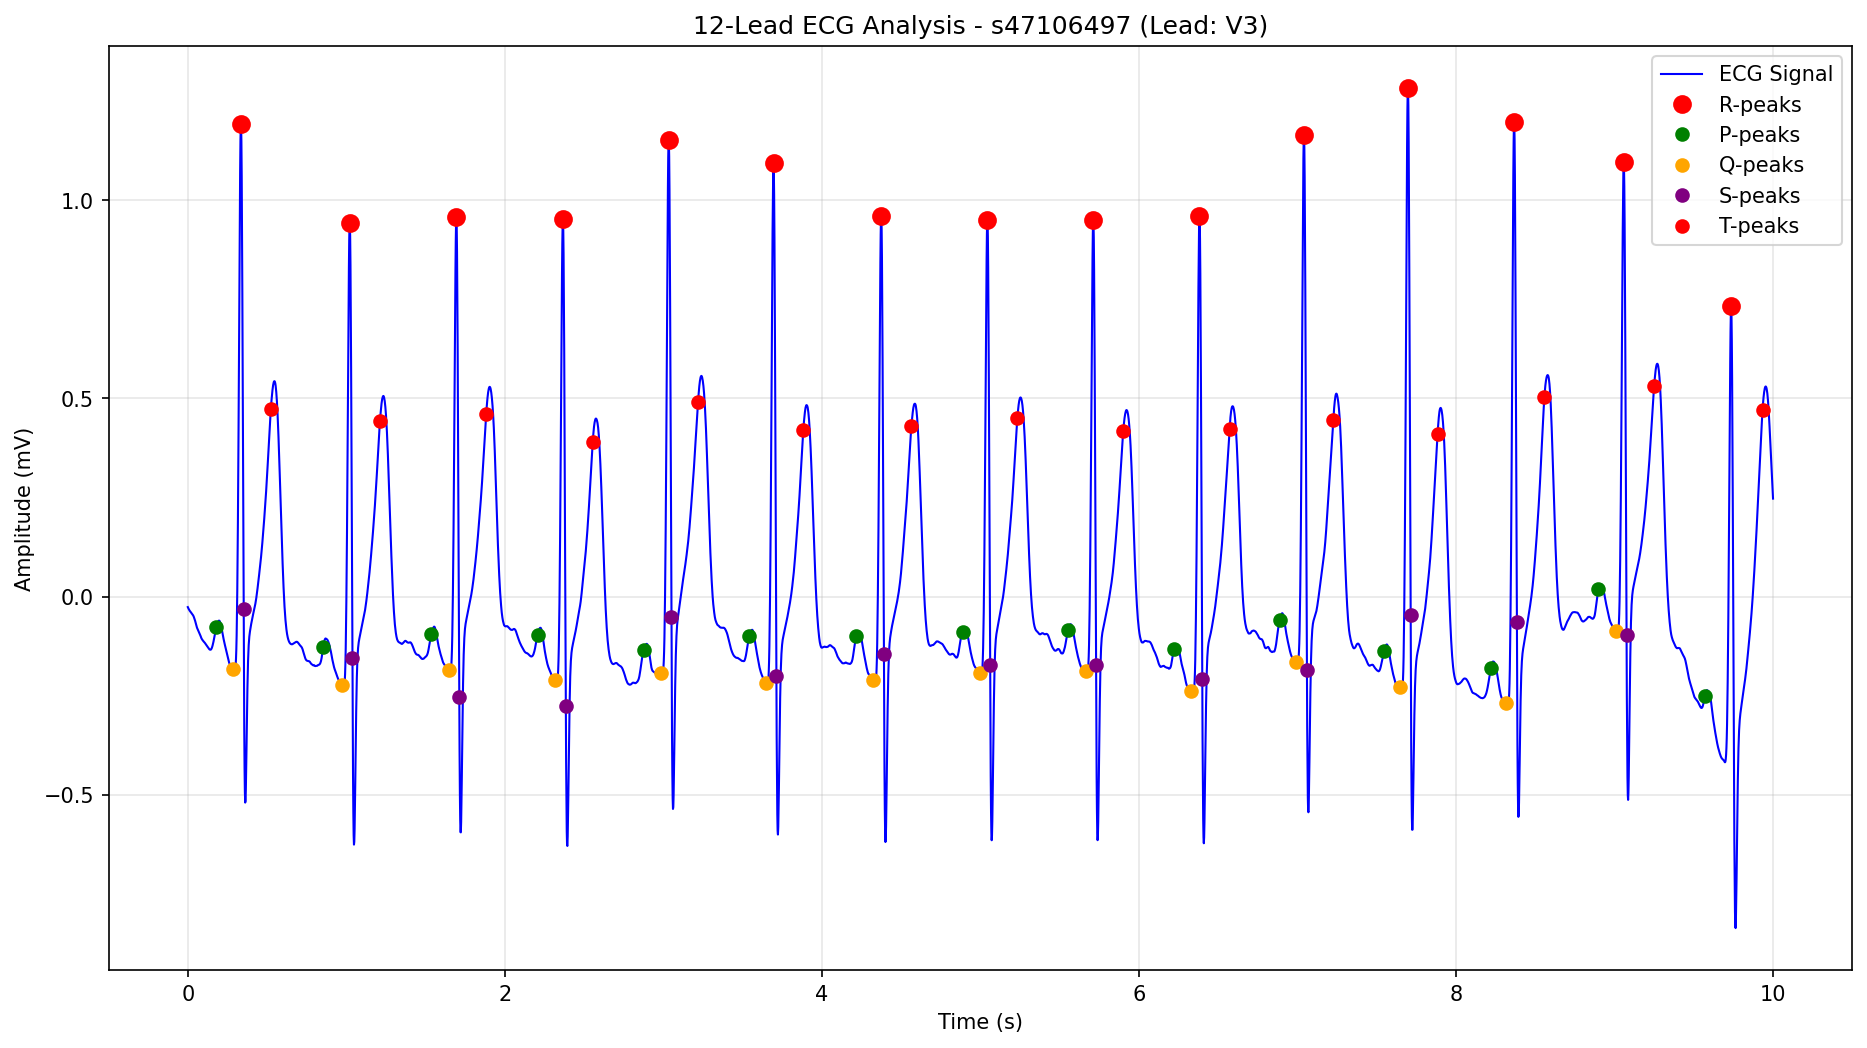 12-Lead ECG Analysis - s47106497 (Lead: V3)
ECG Signal
R-peaks
P-peaks
Q-peaks
S-peaks
T-peaks
Amplitude (mV)
1.0
0.5
0.0
−0.5
0 2 4 6 8 10
Time (s)